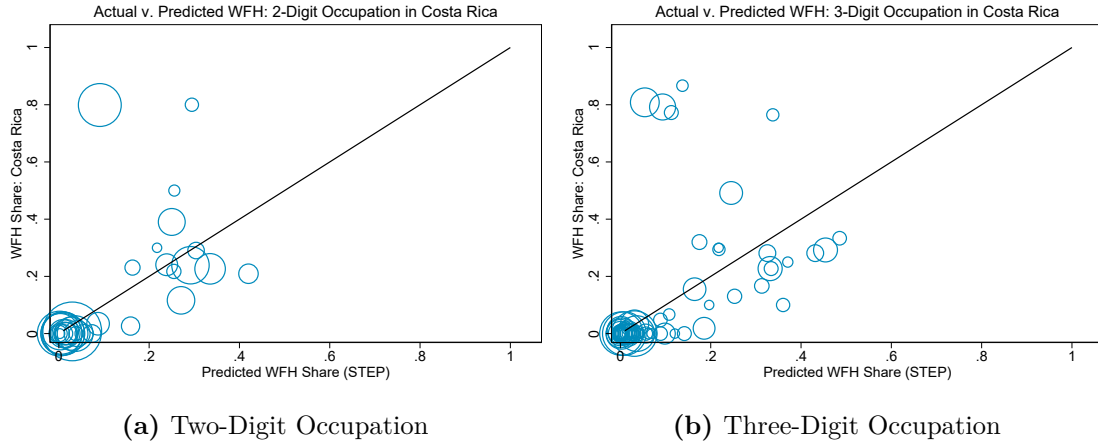 Actual v. Predicted WFH: 2-Digit Occupation in Costa Rica
WFH Share: Costa Rica
1
.8
.6
.4
.2
0
0 .2 .4 .6 .8 1
Predicted WFH Share (STEP)
(a) Two-Digit Occupation
Actual v. Predicted WFH: 3-Digit Occupation in Costa Rica
WFH Share: Costa Rica
1
.8
.6
.4
.2
0
0 .2 .4 .6 .8 1
Predicted WFH Share (STEP)
(b) Three-Digit Occupation